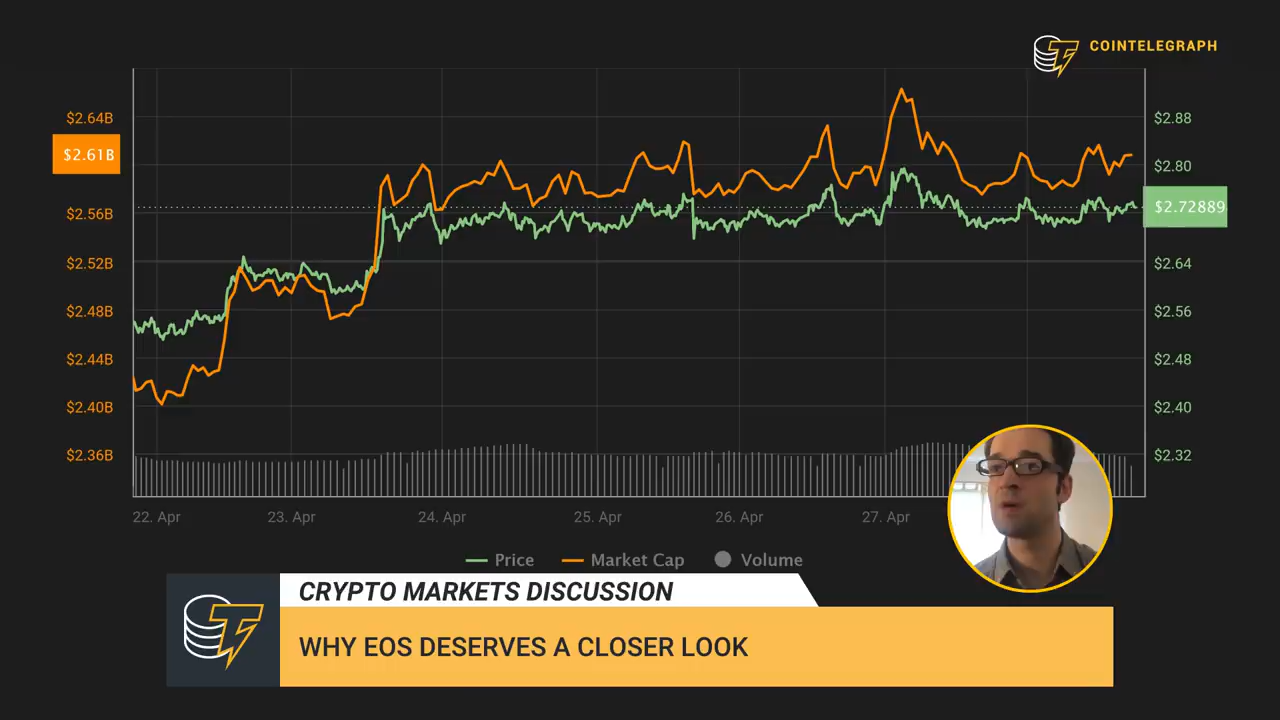 COINTELEGRAPH
$2.64B
$2.61B
$2.56B
$2.52B
$2.48B
$2.44B
$2.40B
$2.36B
$2.88
$2.80
$2.72889
$2.64
$2.56
$2.48
$2.40
$2.32
22. Apr 23. Apr 24. Apr 25. Apr 26. Apr 27. Apr
Price Market Cap Volume
CRYPTO MARKETS DISCUSSION
WHY EOS DESERVES A CLOSER LOOK